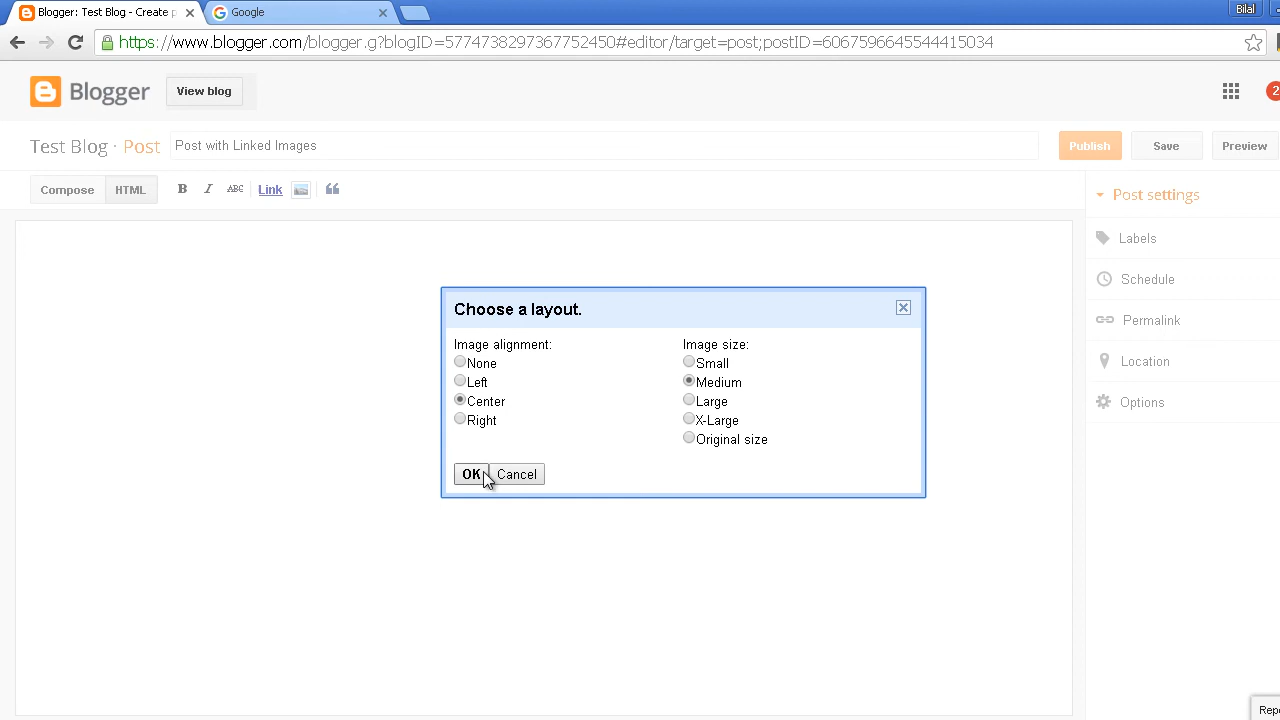 Blogger: Test Blog - Create p
Google
Bilal
https://www.blogger.com/blogger.g?blogID=5774738297367752450#editor/target=post;postID=6067596645544415034
Blogger
View blog
2
Test Blog · Post
Post with Linked Images
Publish
Save
Preview
Compose
HTML
B
I
ABC
Link
Post settings
Labels
Schedule
Permalink
Location
Options
Choose a layout.
Image alignment:
Image size:
None
Small
Left
Medium
Center
Large
Right
X-Large
Original size
OK
Cancel
Repo